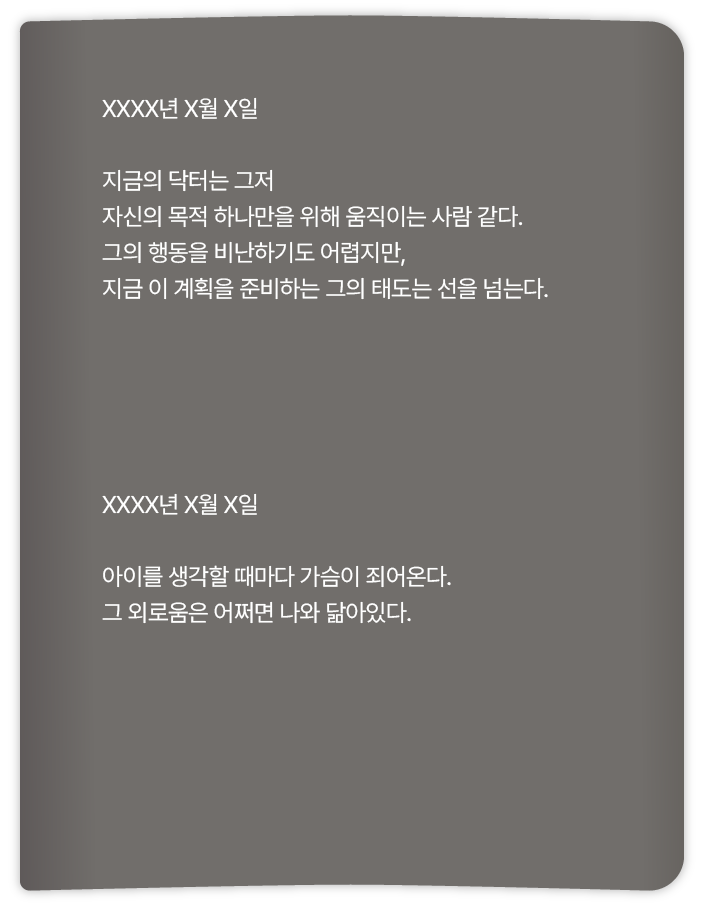 XXXX년 X월 X일
지금의 닥터는 그저
자신의 목적 하나만을 위해 움직이는 사람 같다.
그의 행동을 비난하기도 어렵지만,
지금 이 계획을 준비하는 그의 태도는 선을 넘는다.
XXXX년 X월 X일
아이를 생각할 때마다 가슴이 죄어온다.
그 외로움은 어쩌면 나와 닮아있다.